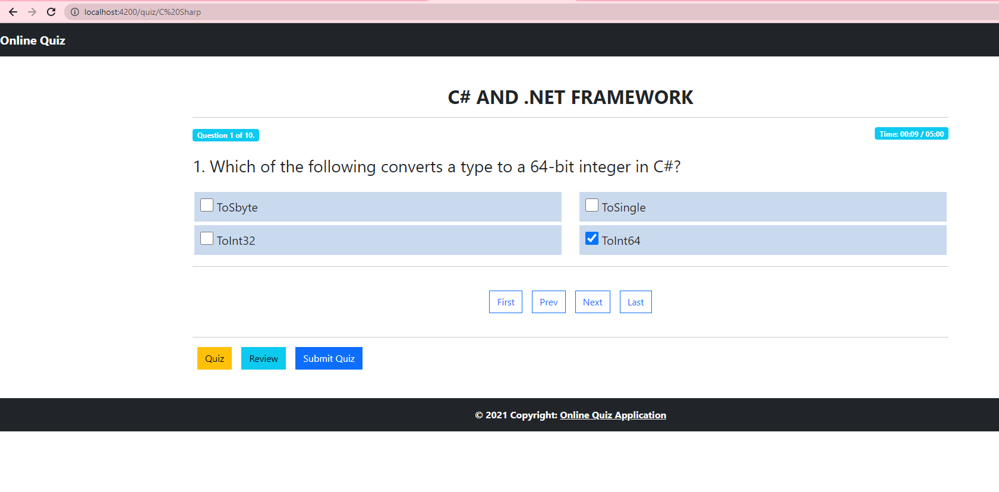 localhost:4200/quiz/C%20Sharp
Online Quiz
C# AND .NET FRAMEWORK
Question 1 of 10.
Time: 00:09 / 05:00
1. Which of the following converts a type to a 64-bit integer in C#?
ToSbyte
ToSingle
ToInt32
ToInt64
First Prev Next Last
Quiz Review Submit Quiz
© 2021 Copyright: Online Quiz Application